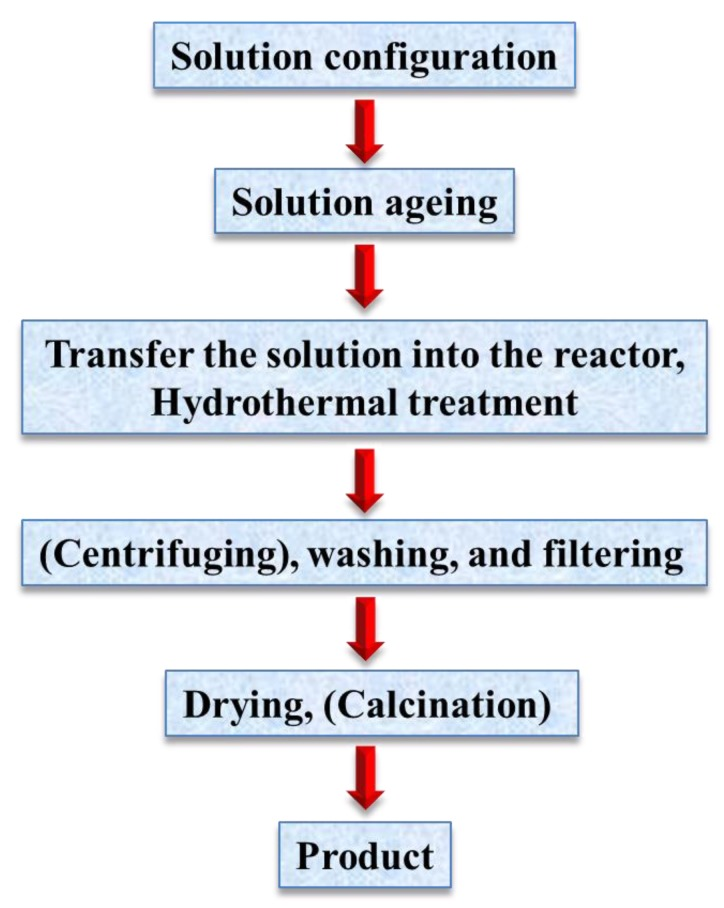 Solution configuration
Solution ageing
Transfer the solution into the reactor,
Hydrothermal treatment
(Centrifuging), washing, and filtering
Drying, (Calcination)
Product